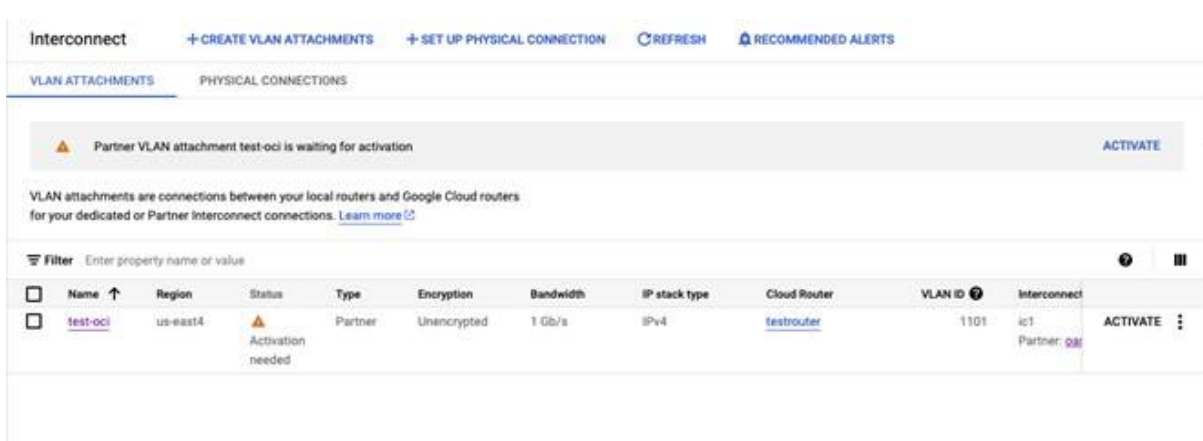 Interconnect
CREATE VLAN ATTACHMENTS
SET UP PHYSICAL CONNECTION
REFRESH
RECOMMENDED ALERTS
VLAN ATTACHMENTS
PHYSICAL CONNECTIONS
Partner VLAN attachment test-oci is waiting for activation
ACTIVATE
VLAN attachments are connections between your local routers and Google Cloud routers
for your dedicated or Partner Interconnect connections. Learn more
Filter Enter property name or value
Name Region Status Type Encryption Bandwidth IP stack type Cloud Router VLAN ID Interconnect
test-oci us-east4 Activation needed Partner Unencrypted 1 Gb/s IPv4 testrouter 1101 ic1 ACTIVATE
Partner: